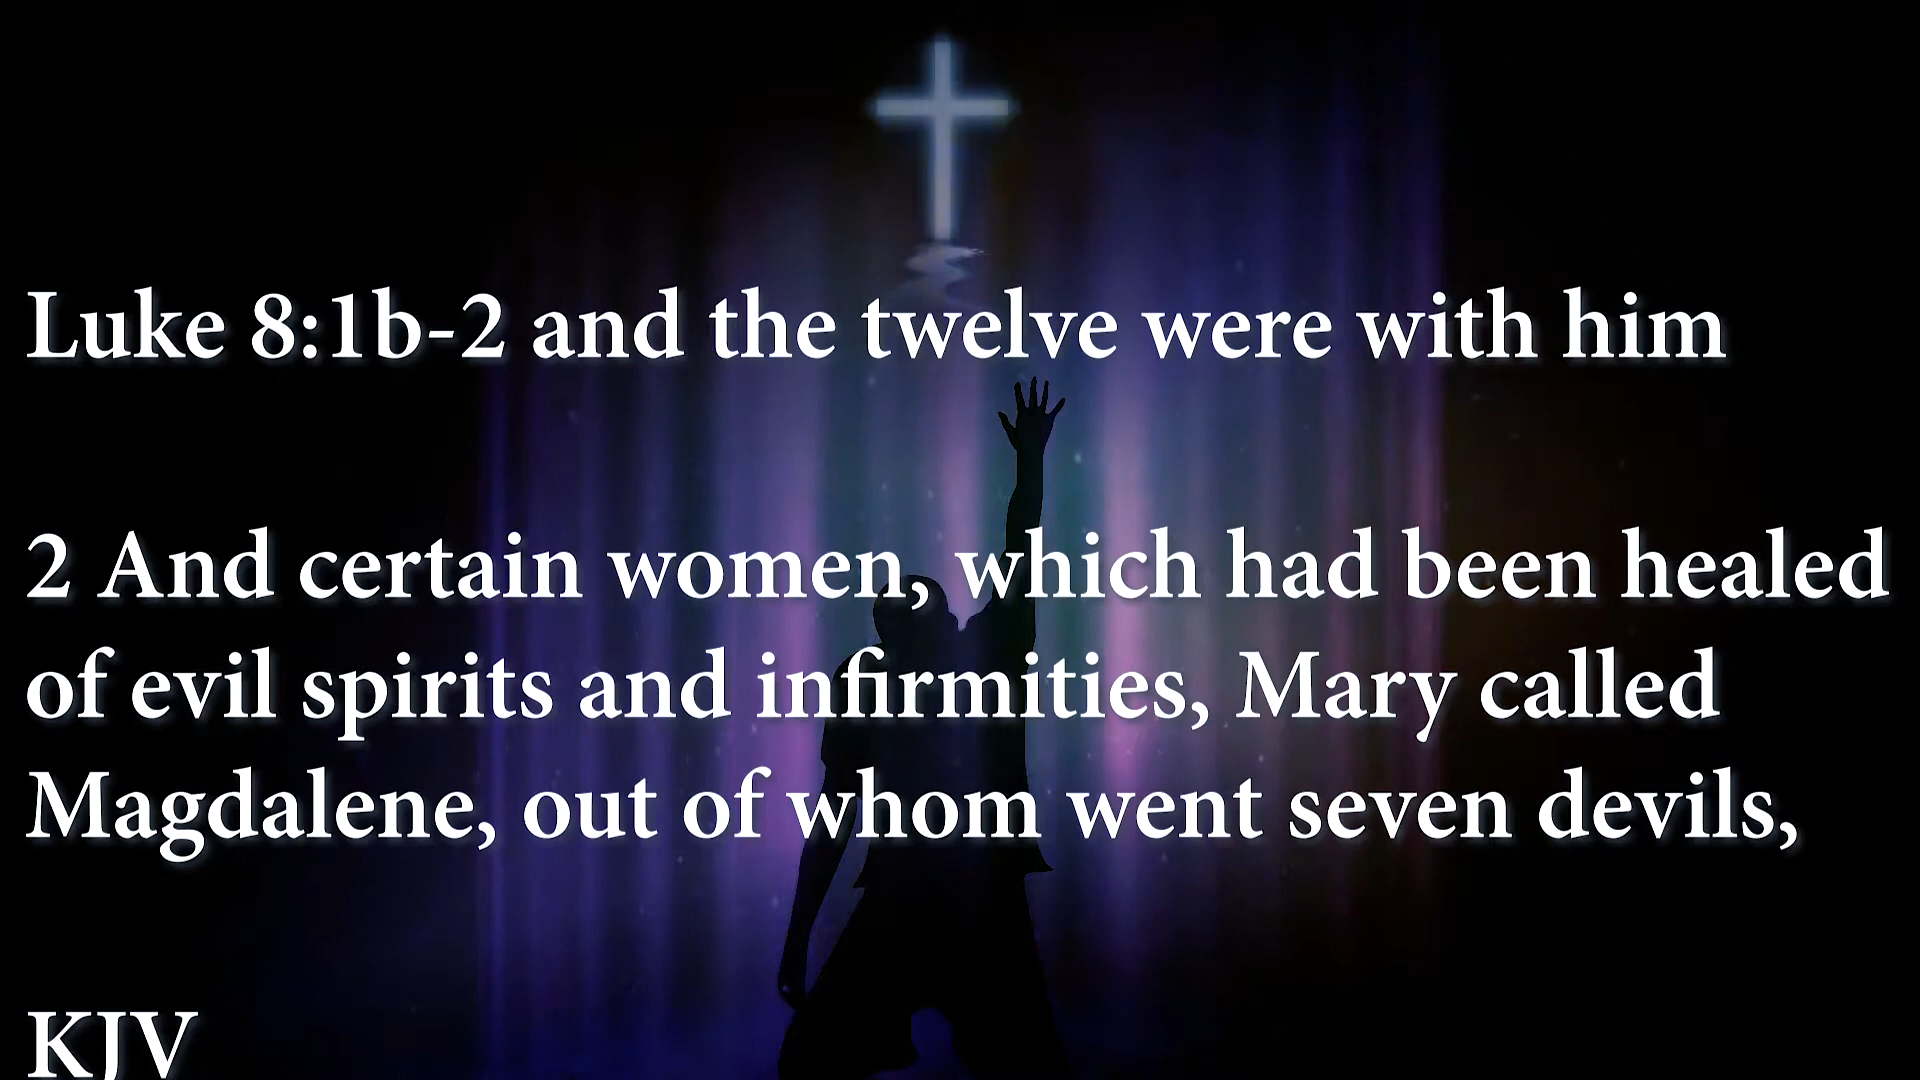 Luke 8:1b-2 and the twelve were with him
2 And certain women, which had been healed
of evil spirits and infirmities, Mary called
Magdalene, out of whom went seven devils,
KJV